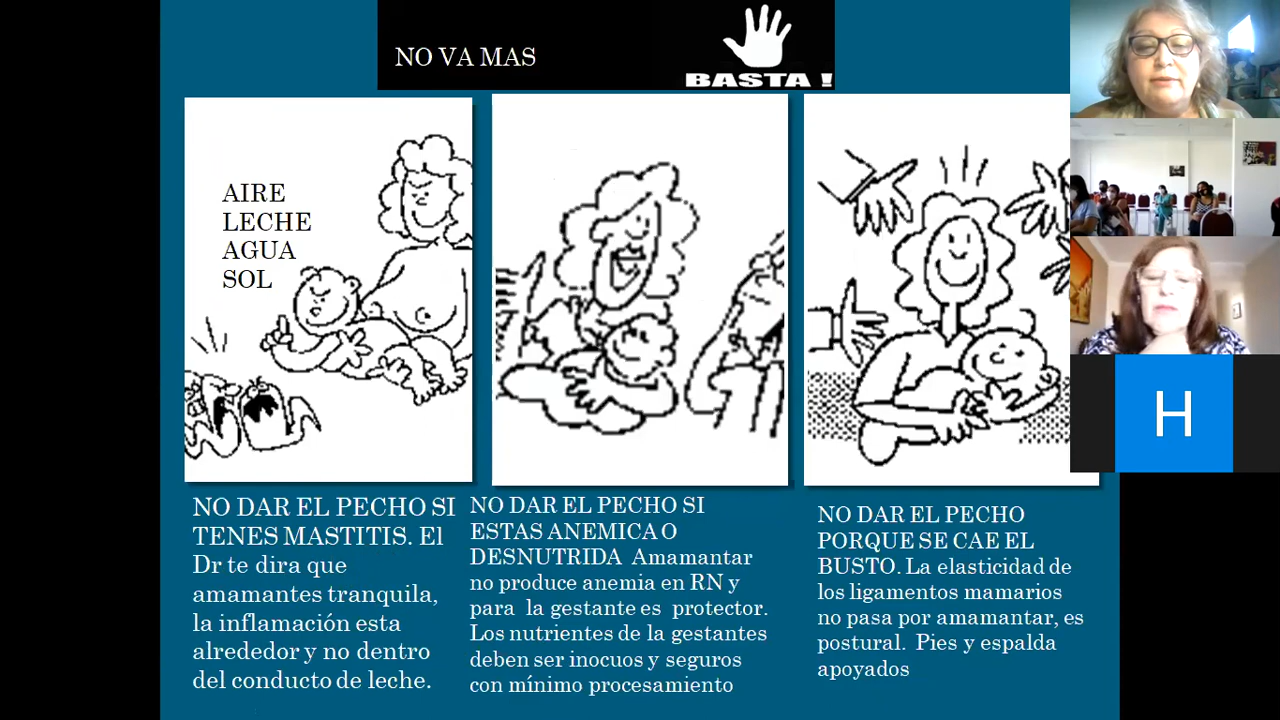 NO VA MAS
BASTA !
AIRE
LECHE
AGUA
SOL
NO DAR EL PECHO SI
TENES MASTITIS. El
Dr te dira que
amamantes tranquila,
la inflamación esta
alrededor y no dentro
del conducto de leche.
NO DAR EL PECHO SI
ESTAS ANEMICA O
DESNUTRIDA Amamantar
no produce anemia en RN y
para la gestante es protector.
Los nutrientes de la gestantes
deben ser inocuos y seguros
con mínimo procesamiento
NO DAR EL PECHO
PORQUE SE CAE EL
BUSTO. La elasticidad de
los ligamentos mamarios
no pasa por amamantar, es
postural. Pies y espalda
apoyados
H